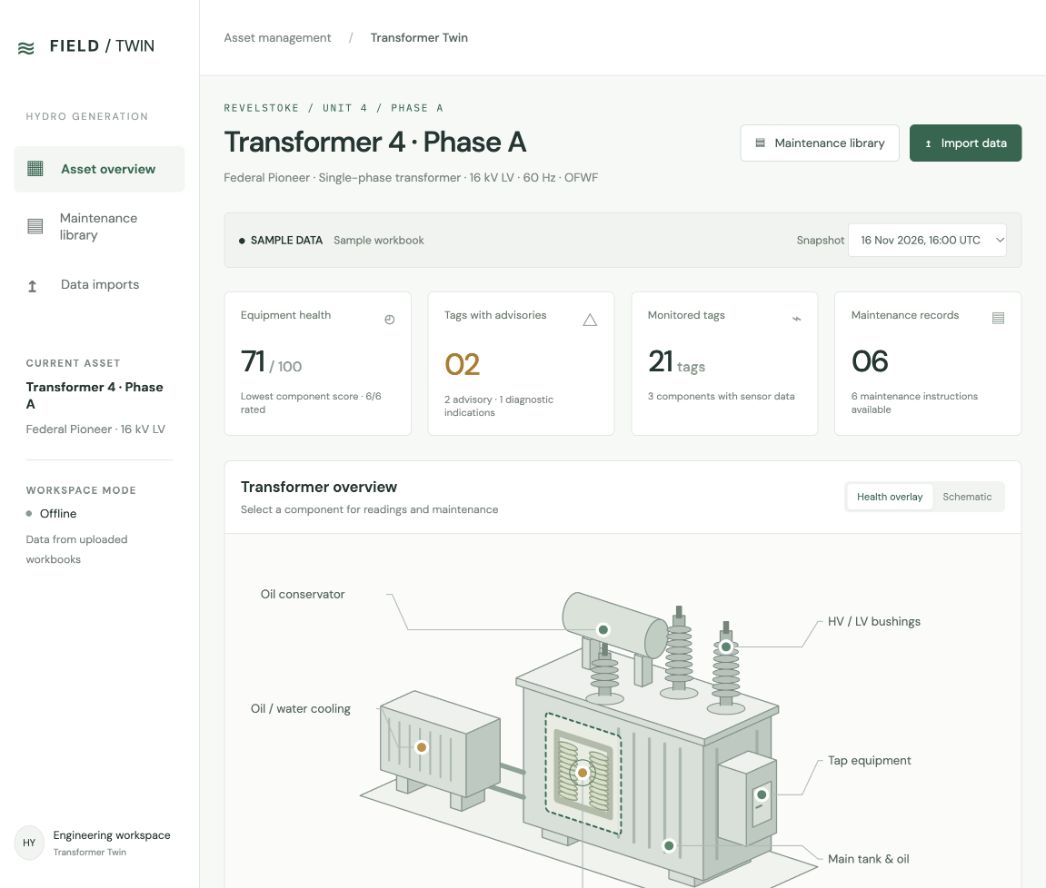 FIELD / TWIN
HYDRO GENERATION
Asset overview
Maintenance
library
Data imports
CURRENT ASSET
Transformer 4 · Phase
A
Federal Pioneer · 16 kV LV
WORKSPACE MODE
Offline
Data from uploaded
workbooks
HY
Engineering workspace
Transformer Twin
Asset management / Transformer Twin
REVELSTOKE / UNIT 4 / PHASE A
Transformer 4 · Phase A
Federal Pioneer · Single-phase transformer · 16 kV LV · 60 Hz · OFWF
Maintenance library
Import data
SAMPLE DATA Sample workbook
Snapshot 16 Nov 2026, 16:00 UTC
Equipment health
71 / 100
Lowest component score · 6/6
rated
Tags with advisories
02
2 advisory · 1 diagnostic
indications
Monitored tags
21 tags
3 components with sensor data
Maintenance records
06
6 maintenance instructions
available
Transformer overview
Select a component for readings and maintenance
Health overlay
Schematic
Oil conservator
HV / LV bushings
Oil / water cooling
Tap equipment
Main tank & oil